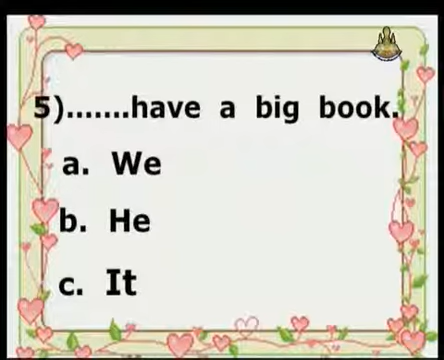 5).......have a big book.
a. We
b. He
c. It